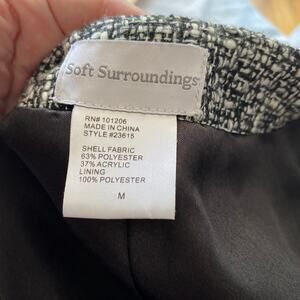 Soft Surroundings
RN# 101206
MADE IN CHINA
STYLE #23615
SHELL FABRIC
63% POLYESTER
37% ACRYLIC
LINING
100% POLYESTER
M